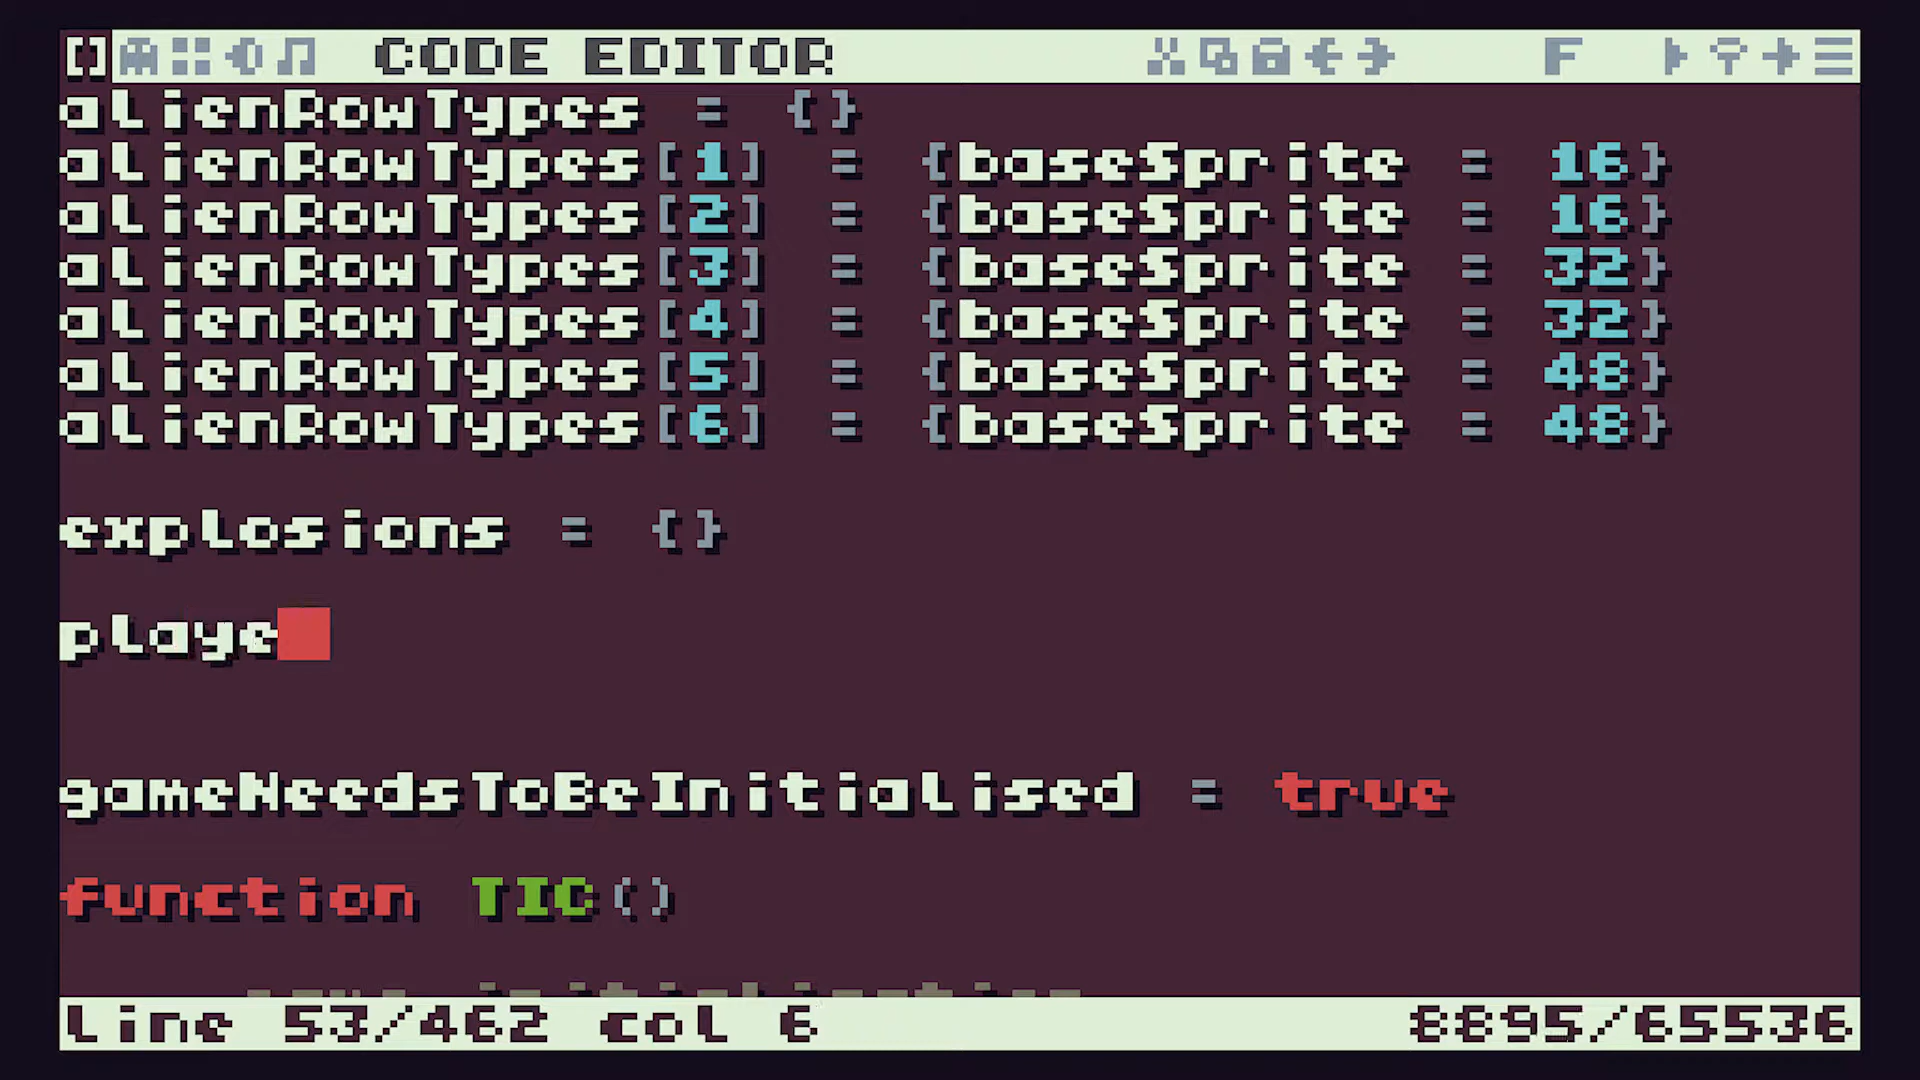 CODE EDITOR F
alienRowTypes = {}
alienRowTypes[1] = {baseSprite = 16}
alienRowTypes[2] = {baseSprite = 16}
alienRowTypes[3] = {baseSprite = 32}
alienRowTypes[4] = {baseSprite = 32}
alienRowTypes[5] = {baseSprite = 48}
alienRowTypes[6] = {baseSprite = 48}
explosions = {}
playe
gameNeedsToBeInitialised = true
function TIC()
line 53/462 col 6
8895/65536